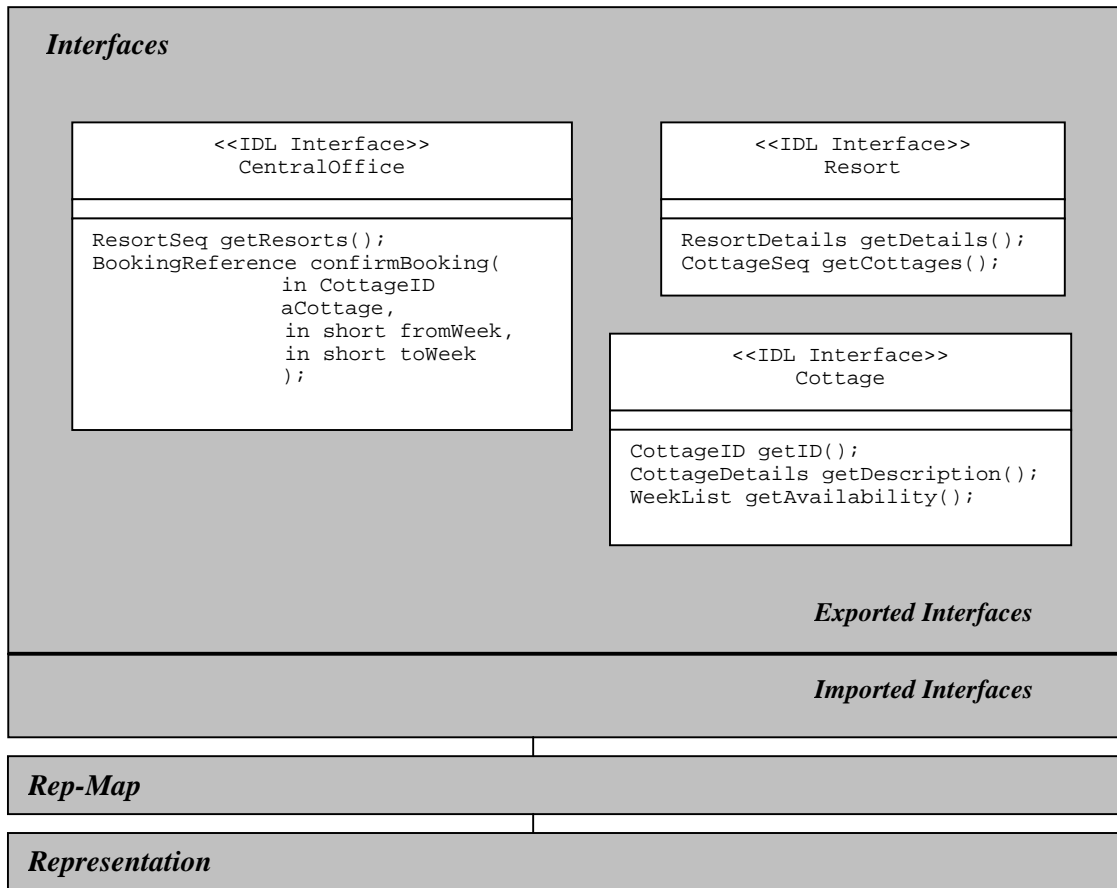 Interfaces
<<IDL Interface>>
CentralOffice
ResortSeq getResorts();
BookingReference confirmBooking(
in CottageID
aCottage,
in short fromWeek,
in short toWeek
);
<<IDL Interface>>
Resort
ResortDetails getDetails();
CottageSeq getCottages();
<<IDL Interface>>
Cottage
CottageID getID();
CottageDetails getDescription();
WeekList getAvailability();
Exported Interfaces
Imported Interfaces
Rep-Map
Representation